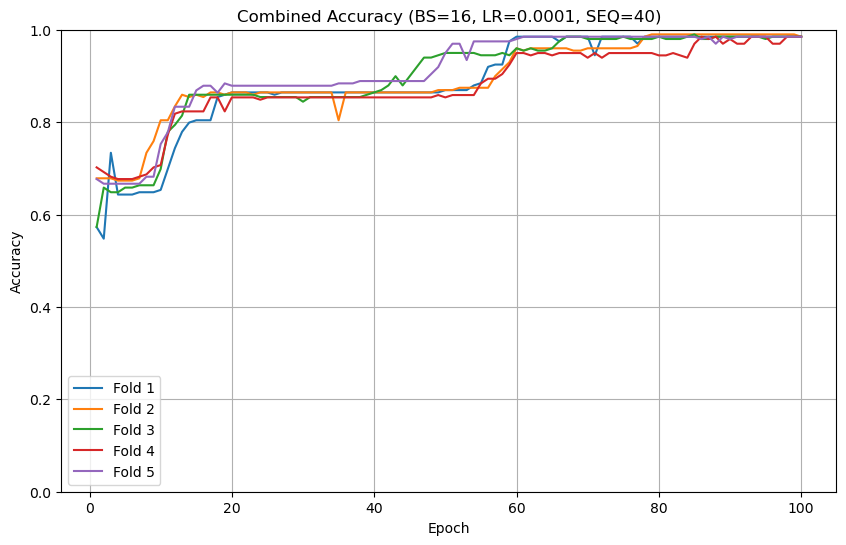 Combined Accuracy (BS=16, LR=0.0001, SEQ=40)
1.0
0.8
0.6
0.4
0.2
0.0
Accuracy
Fold 1
Fold 2
Fold 3
Fold 4
Fold 5
0 20 40 60 80 100
Epoch